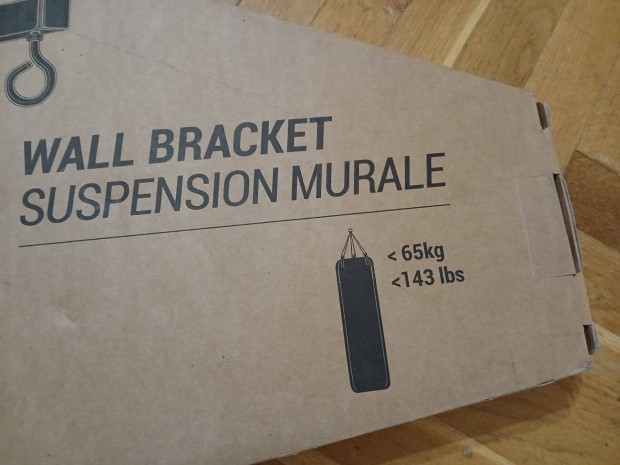 WALL BRACKET
SUSPENSION MURALE
< 65kg
<143 lbs